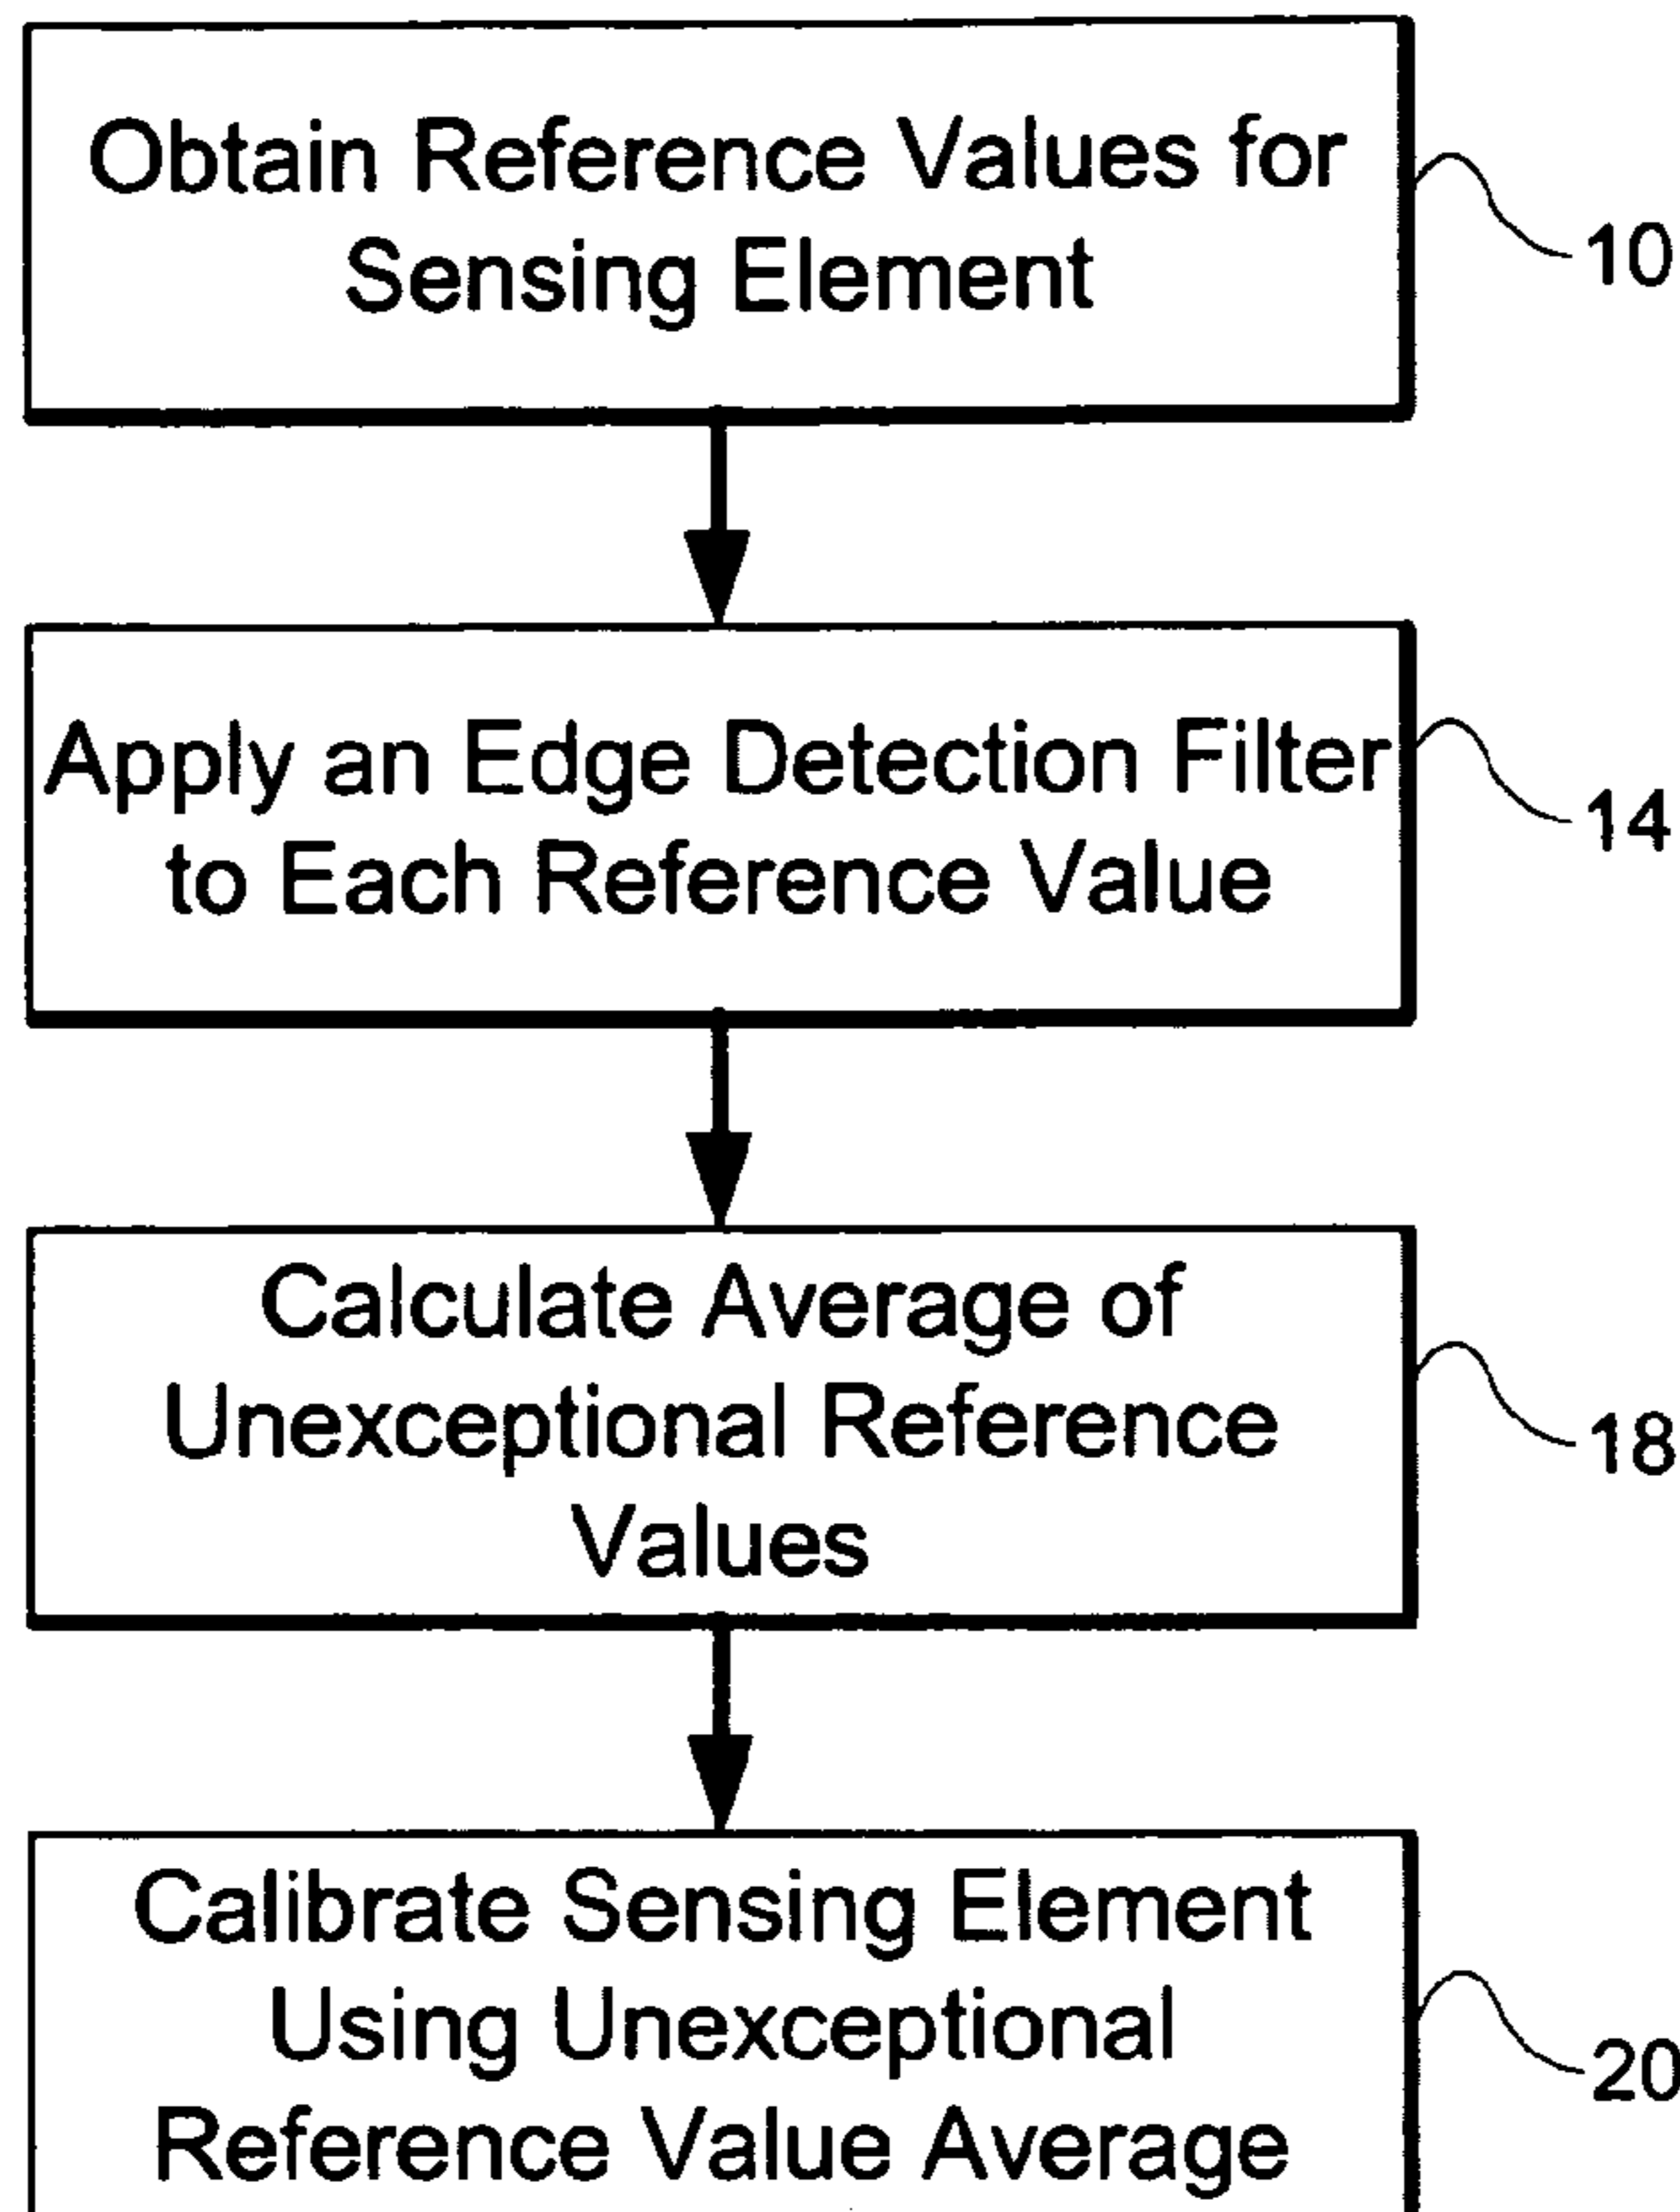 Obtain Reference Values for
Sensing Element
10
Apply an Edge Detection Filter
to Each Reference Value
14
Calculate Average of
Unexceptional Reference
Values
18
Calibrate Sensing Element
Using Unexceptional
Reference Value Average
20